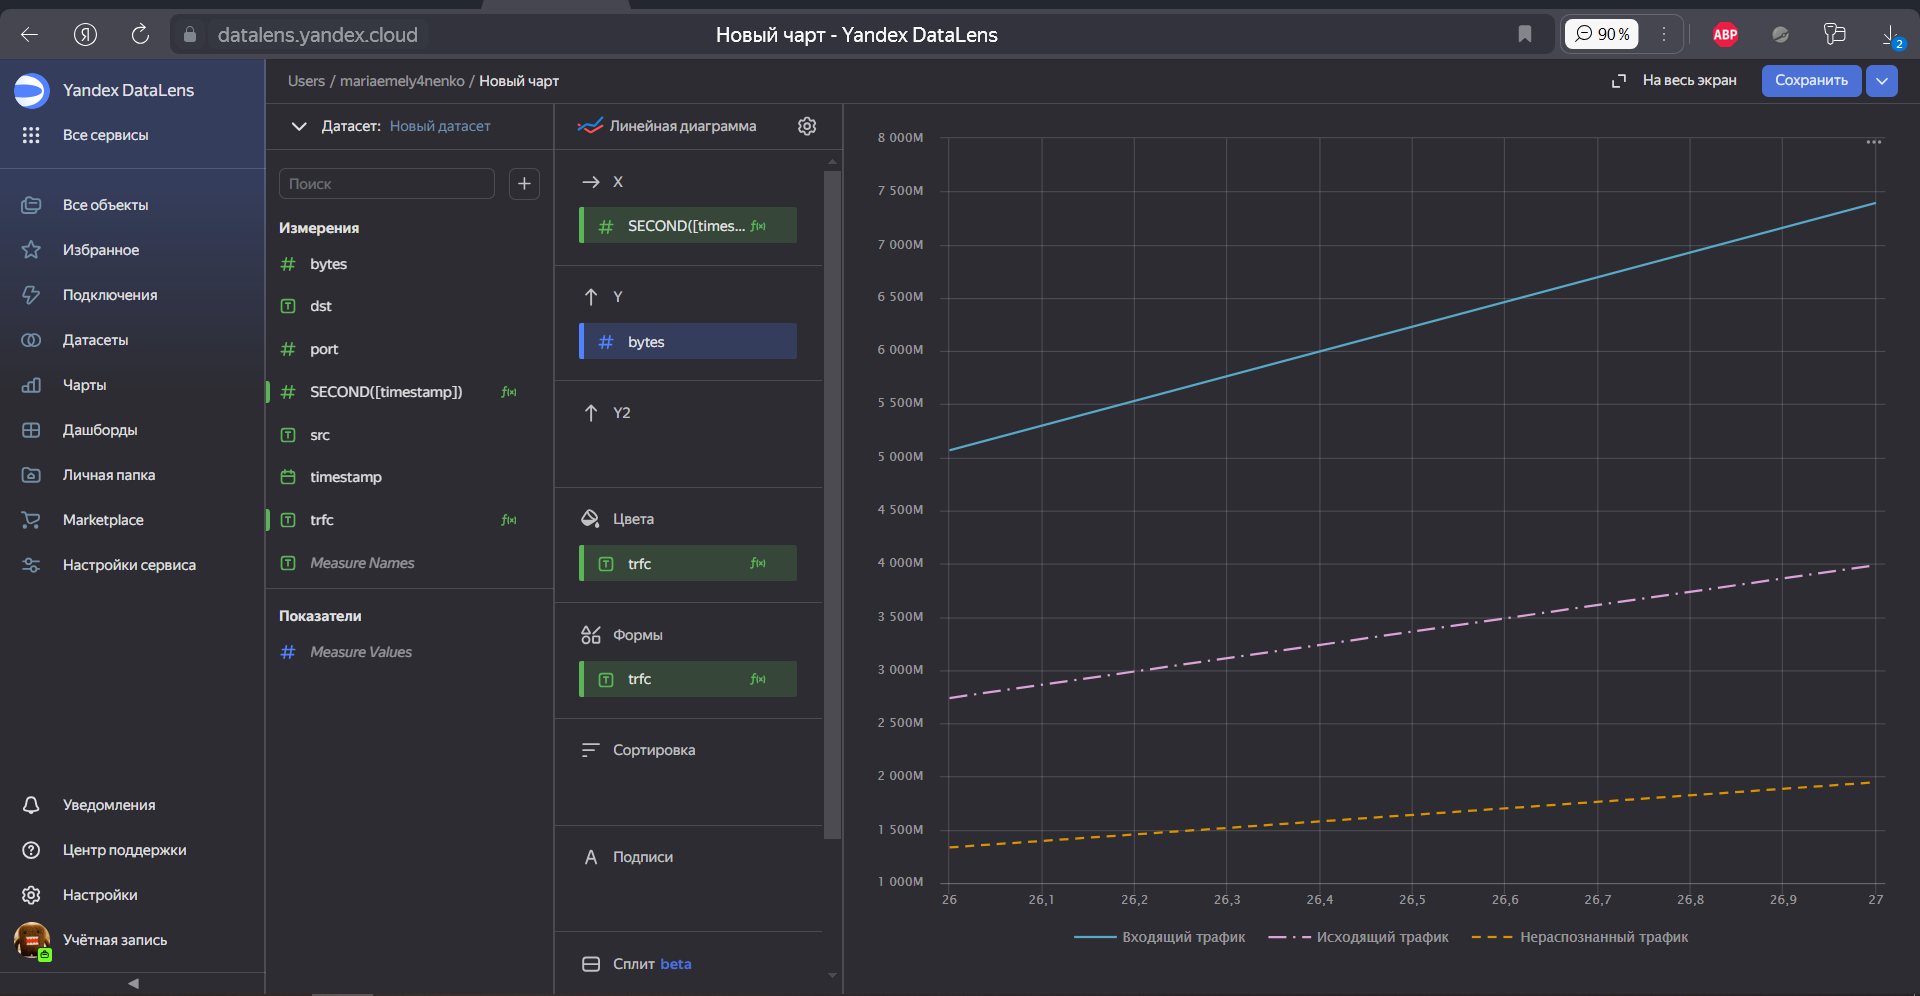 datalens.yandex.cloud
Новый чарт - Yandex DataLens
90 %
ABP
2
Yandex DataLens
Все сервисы
Все объекты
Избранное
Подключения
Датасеты
Чарты
Дашборды
Личная папка
Marketplace
Настройки сервиса
Уведомления
Центр поддержки
Настройки
Учётная запись
Users / mariaemely4nenko / Новый чарт
На весь экран
Сохранить
Датасет: Новый датасет
Поиск
Измерения
bytes
dst
port
SECOND([timestamp]) f(x)
src
timestamp
trfc f(x)
Measure Names
Показатели
Measure Values
Линейная диаграмма
X
SECOND([times... f(x)
Y
bytes
Y2
Цвета
trfc f(x)
Формы
trfc f(x)
Сортировка
Подписи
Сплит beta
8 000M
7 500M
7 000M
6 500M
6 000M
5 500M
5 000M
4 500M
4 000M
3 500M
3 000M
2 500M
2 000M
1 500M
1 000M
26 26,1 26,2 26,3 26,4 26,5 26,6 26,7 26,8 26,9 27
Входящий трафик Исходящий трафик Нераспознанный трафик